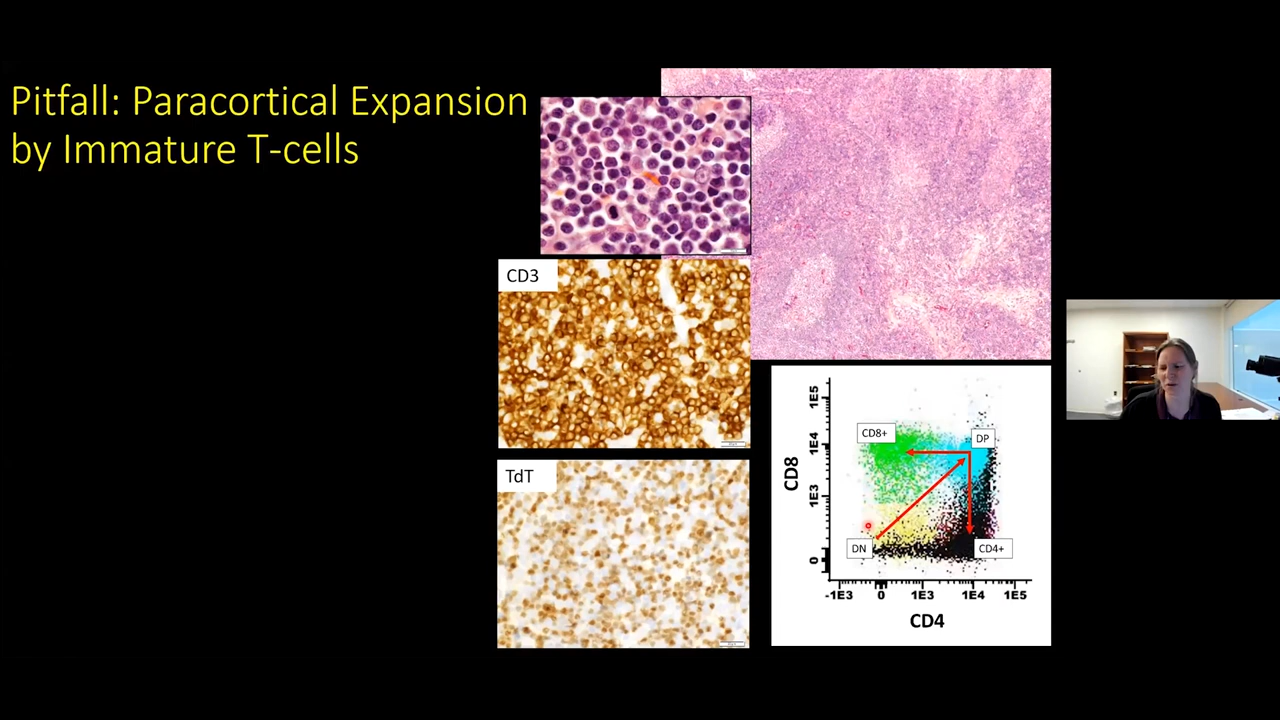 Pitfall: Paracortical Expansion
by Immature T-cells
CD3
TdT
CD8
1E5
1E4
1E3
0
CD8+
DP
DN
CD4+
-1E3 0 1E3 1E4 1E5
CD4